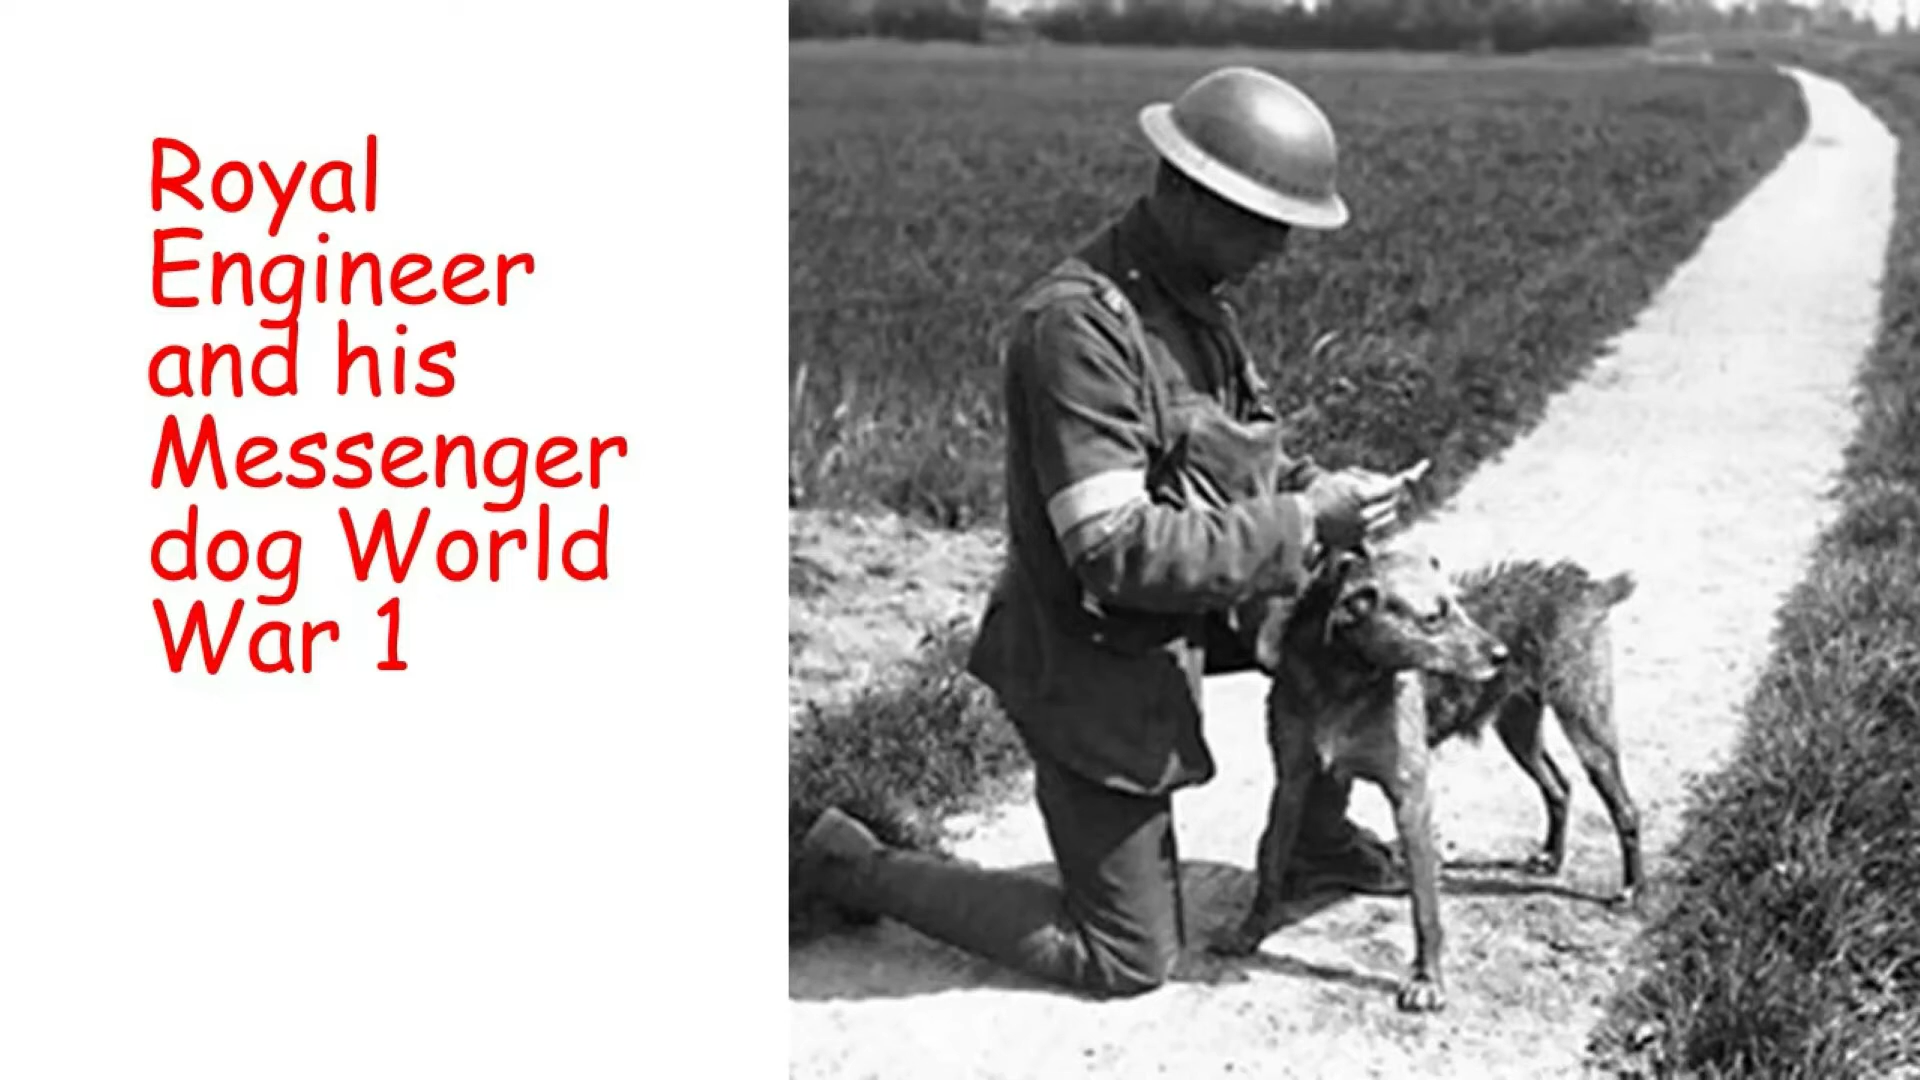 Royal
Engineer
and his
Messenger
dog World
War 1